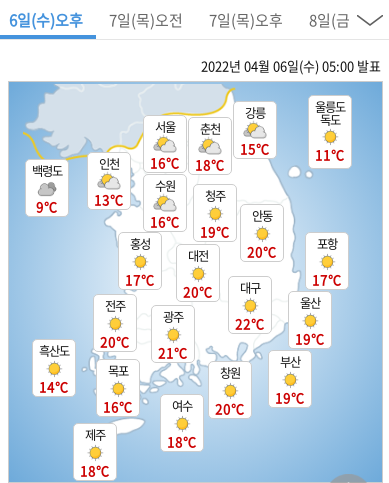 6일(수)오후 7일(목)오전 7일(목)오후 8일(금
2022년 04월 06일(수) 05:00 발표
서울
16℃
춘천
18℃
강릉
15℃
울릉도
독도
11℃
백령도
9℃
인천
13℃
수원
16℃
청주
19℃
안동
20℃
홍성
17℃
대전
20℃
포항
17℃
전주
20℃
광주
21℃
대구
22℃
울산
19℃
흑산도
14℃
목포
16℃
창원
20℃
부산
19℃
여수
18℃
제주
18℃